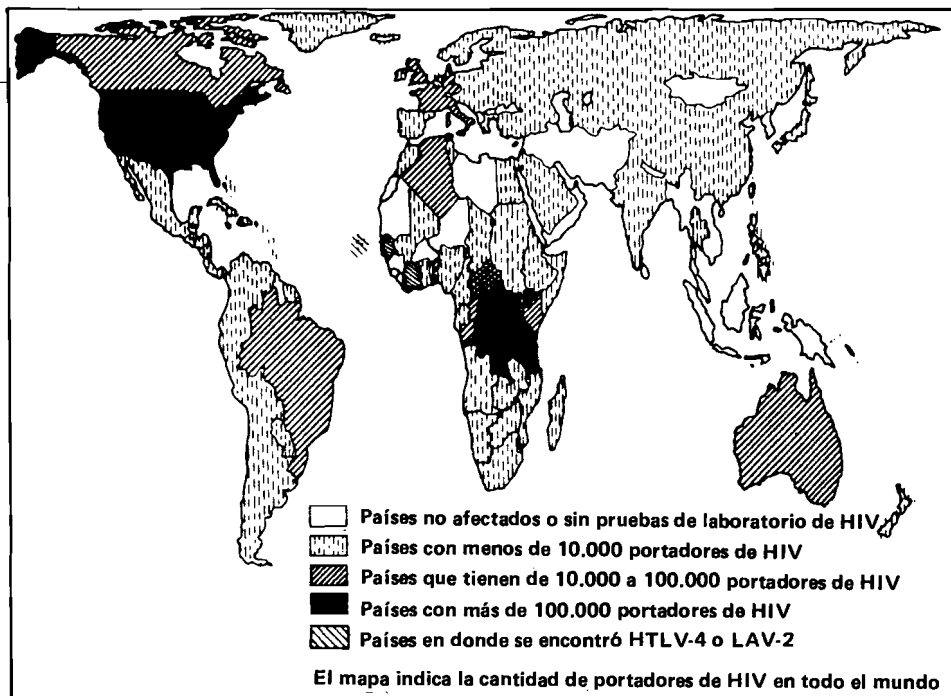 Países no afectados o sin pruebas de laboratorio de HIV
Países con menos de 10.000 portadores de HIV
Países que tienen de 10.000 a 100.000 portadores de HIV
Países con más de 100.000 portadores de HIV
Países en donde se encontró HTLV-4 o LAV-2
El mapa indica la cantidad de portadores de HIV en todo el mundo